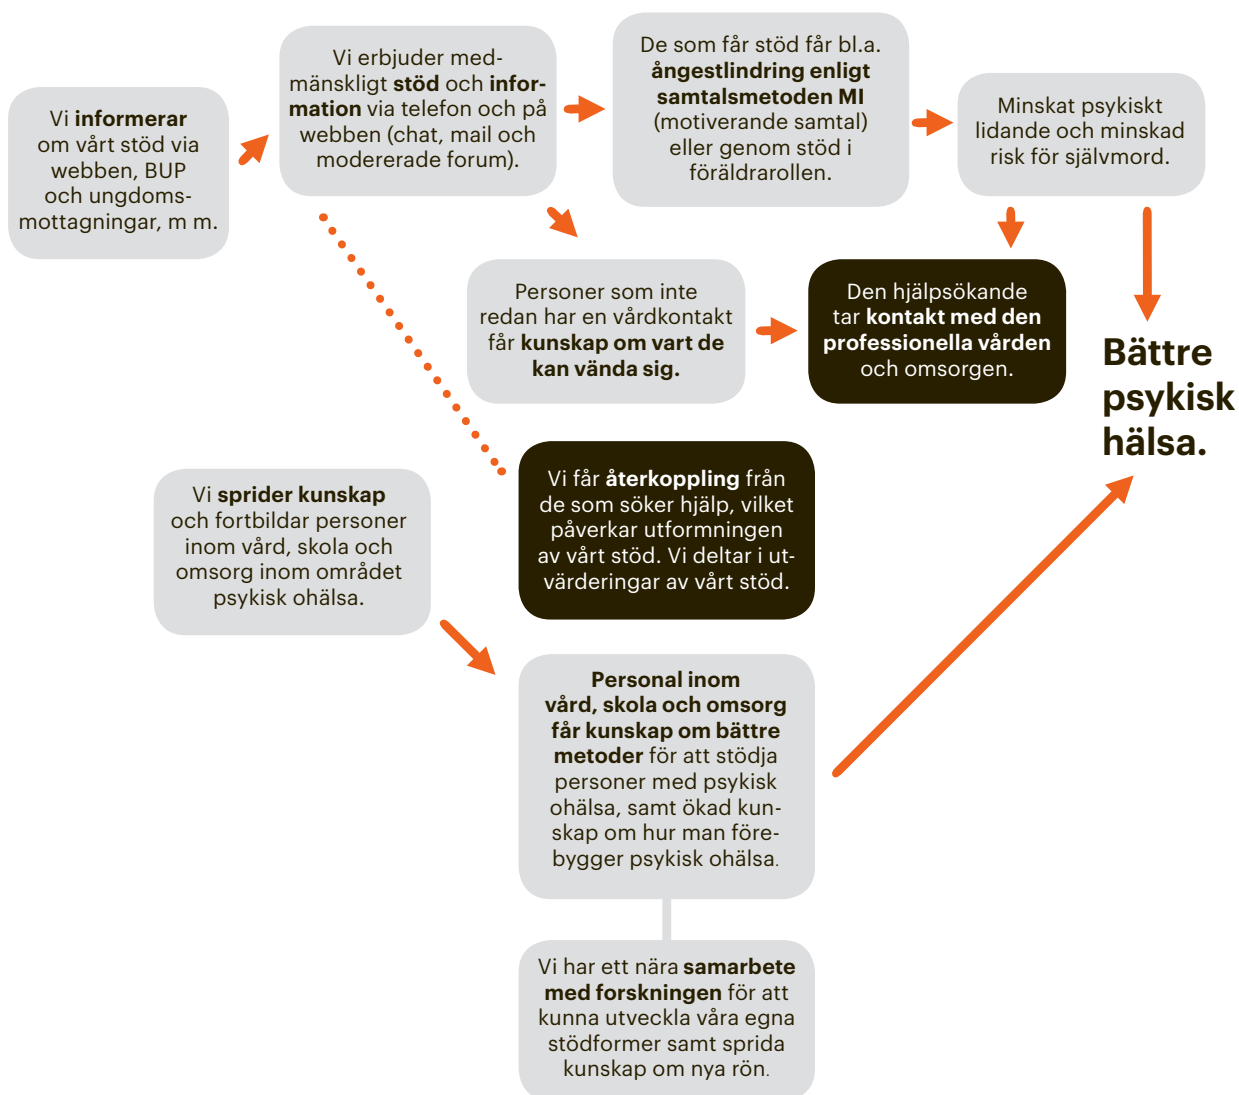 Vi informerar
om vårt stöd via
webben, BUP
och ungdoms-
mottagningar, m m.
Vi erbjuder med-
mänskligt stöd och infor-
mation via telefon och på
webben (chat, mail och
modererade forum).
De som får stöd får bl.a.
ångestlindring enligt
samtalsmetoden MI
(motiverande samtal)
eller genom stöd i
föräldrarollen.
Minskat psykiskt
lidande och minskad
risk för självmord.
Personer som inte
redan har en vårdkontakt
får kunskap om vart de
kan vända sig.
Den hjälpsökande
tar kontakt med den
professionella vården
och omsorgen.
Bättre
psykisk
hälsa.
Vi får återkoppling från
de som söker hjälp, vilket
påverkar utformningen
av vårt stöd. Vi deltar i ut-
värderingar av vårt stöd.
Vi sprider kunskap
och fortbildar personer
inom vård, skola och
omsorg inom området
psykisk ohälsa.
Personal inom
vård, skola och omsorg
får kunskap om bättre
metoder för att stödja
personer med psykisk
ohälsa, samt ökad kun-
skap om hur man före-
bygger psykisk ohälsa.
Vi har ett nära samarbete
med forskningen för att
kunna utveckla våra egna
stödformer samt sprida
kunskap om nya rön.